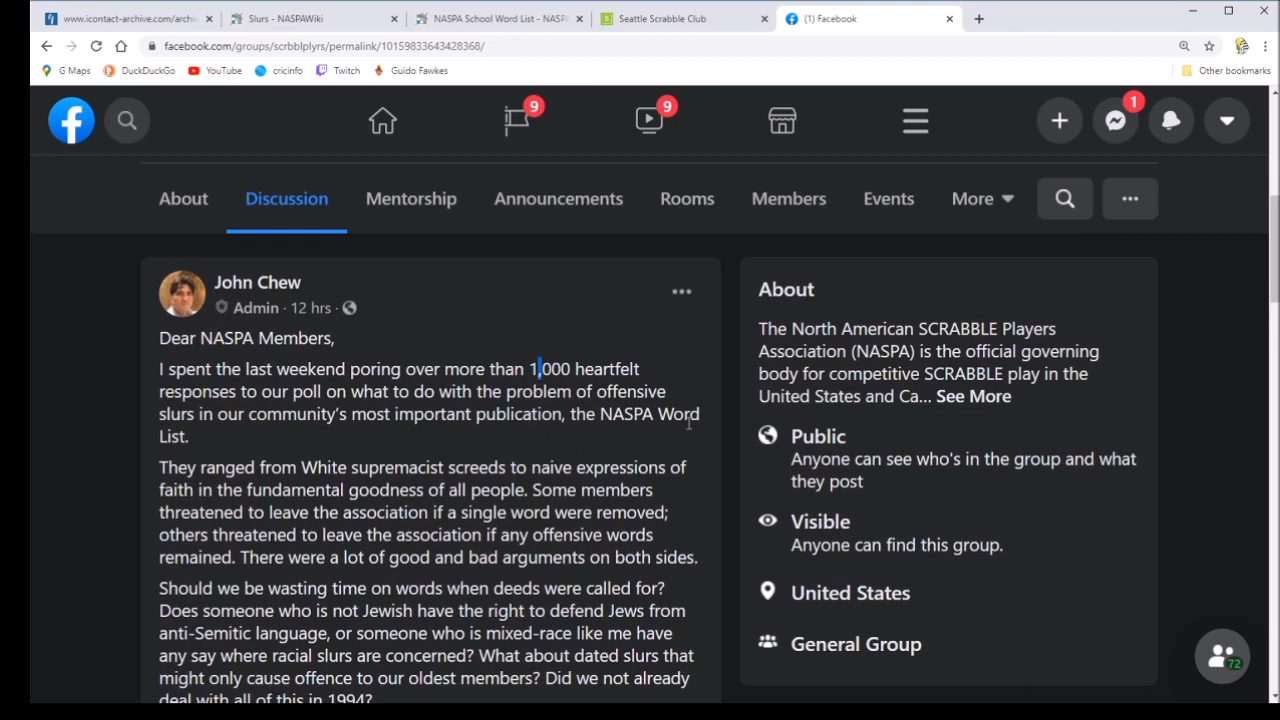 www.icontact-archive.com/archi
Slurs - NASPAWiki
NASPA School Word List - NASPA
Seattle Scrabble Club
(1) Facebook
facebook.com/groups/scrbblplyrs/permalink/10159833643428368/
G Maps
DuckDuckGo
YouTube
cricinfo
Twitch
Guido Fawkes
Other bookmarks
9
9
1
About
Discussion
Mentorship
Announcements
Rooms
Members
Events
More
John Chew
Admin · 12 hrs ·
Dear NASPA Members,
I spent the last weekend poring over more than 1,000 heartfelt
responses to our poll on what to do with the problem of offensive
slurs in our community's most important publication, the NASPA Word
List.
They ranged from White supremacist screeds to naive expressions of
faith in the fundamental goodness of all people. Some members
threatened to leave the association if a single word were removed;
others threatened to leave the association if any offensive words
remained. There were a lot of good and bad arguments on both sides.
Should we be wasting time on words when deeds were called for?
Does someone who is not Jewish have the right to defend Jews from
anti-Semitic language, or someone who is mixed-race like me have
any say where racial slurs are concerned? What about dated slurs that
might only cause offence to our oldest members? Did we not already
deal with all of this in 1994?
About
The North American SCRABBLE Players
Association (NASPA) is the official governing
body for competitive SCRABBLE play in the
United States and Ca... See More
Public
Anyone can see who's in the group and what
they post
Visible
Anyone can find this group.
United States
General Group
72